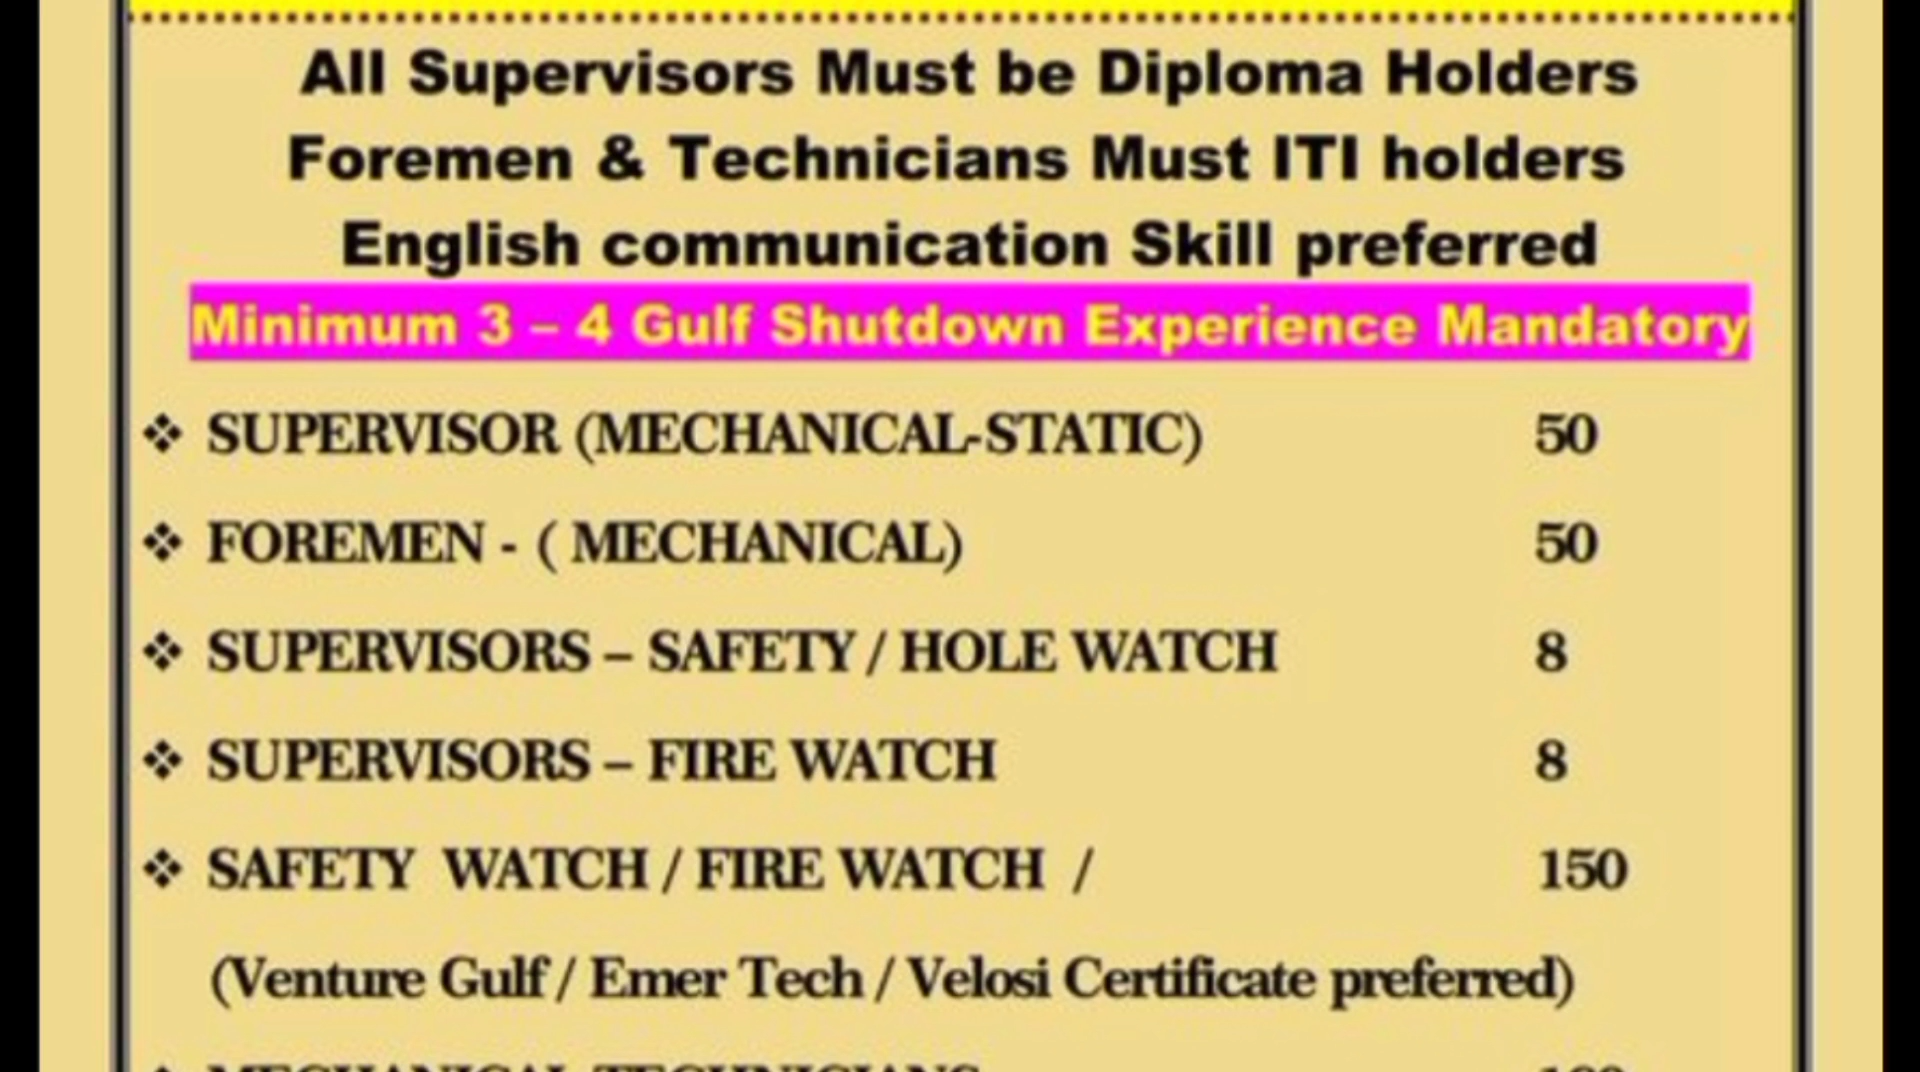 All Supervisors Must be Diploma Holders
Foremen & Technicians Must ITI holders
English communication Skill preferred
Minimum 3 – 4 Gulf Shutdown Experience Mandatory
❖ SUPERVISOR (MECHANICAL-STATIC) 50
❖ FOREMEN - ( MECHANICAL) 50
❖ SUPERVISORS – SAFETY / HOLE WATCH 8
❖ SUPERVISORS – FIRE WATCH 8
❖ SAFETY WATCH / FIRE WATCH / 150
(Venture Gulf / Emer Tech / Velosi Certificate preferred)
MECHANICAL TECHNICIANS